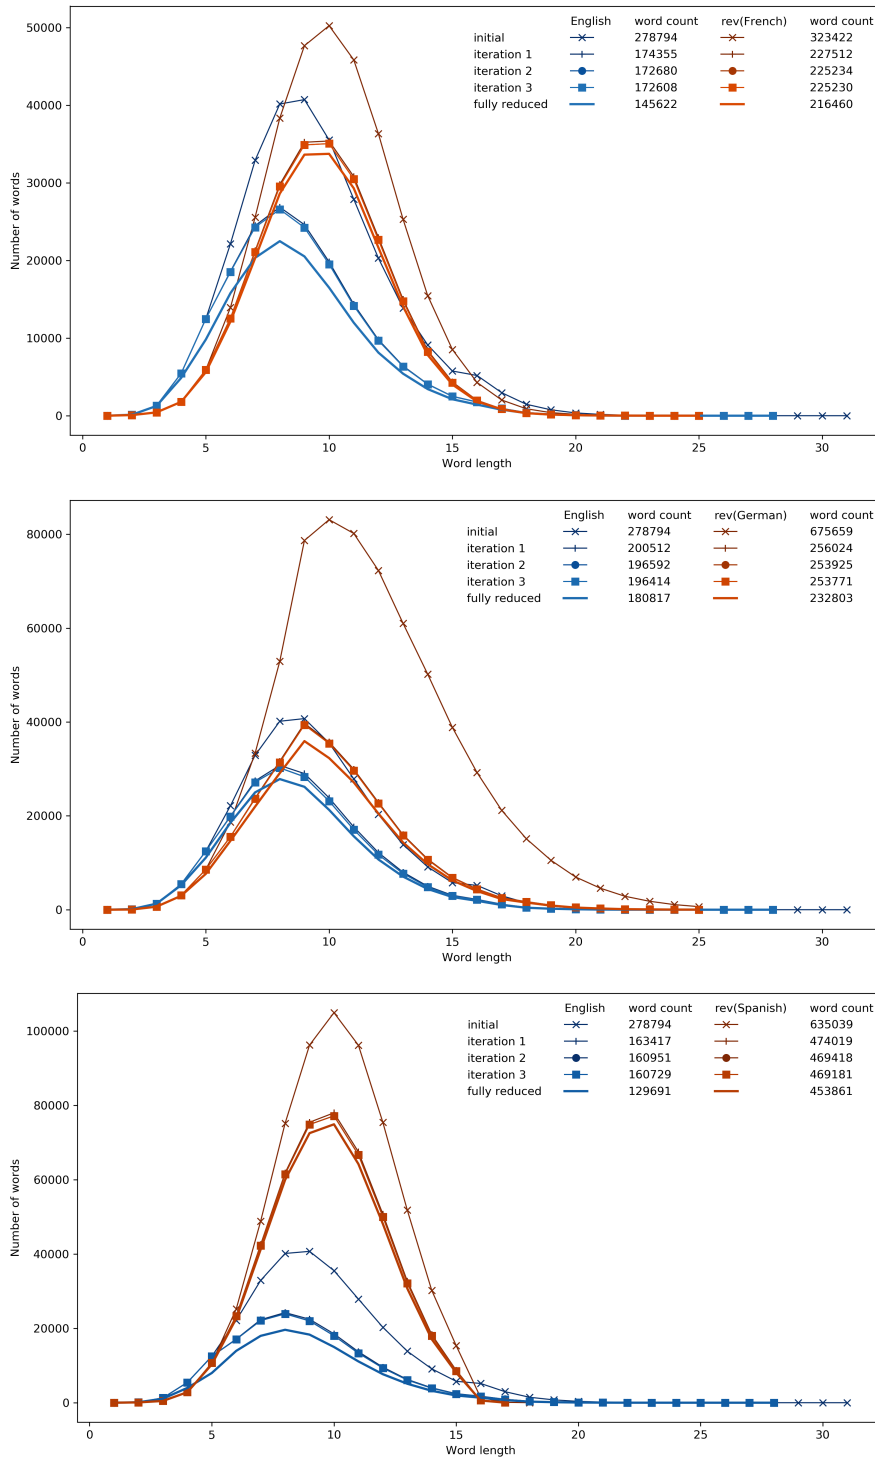 English word count rev(French) word count
initial 278794 323422
iteration 1 174355 227512
iteration 2 172680 225234
iteration 3 172608 225230
fully reduced 145622 216460
50000
40000
30000
20000
10000
0
Number of words
0 5 10 15 20 25 30
Word length
English word count rev(German) word count
initial 278794 675659
iteration 1 200512 256024
iteration 2 196592 253925
iteration 3 196414 253771
fully reduced 180817 232803
80000
60000
40000
20000
0
Number of words
0 5 10 15 20 25 30
Word length
English word count rev(Spanish) word count
initial 278794 635039
iteration 1 163417 474019
iteration 2 160951 469418
iteration 3 160729 469181
fully reduced 129691 453861
100000
80000
60000
40000
20000
0
Number of words
0 5 10 15 20 25 30
Word length